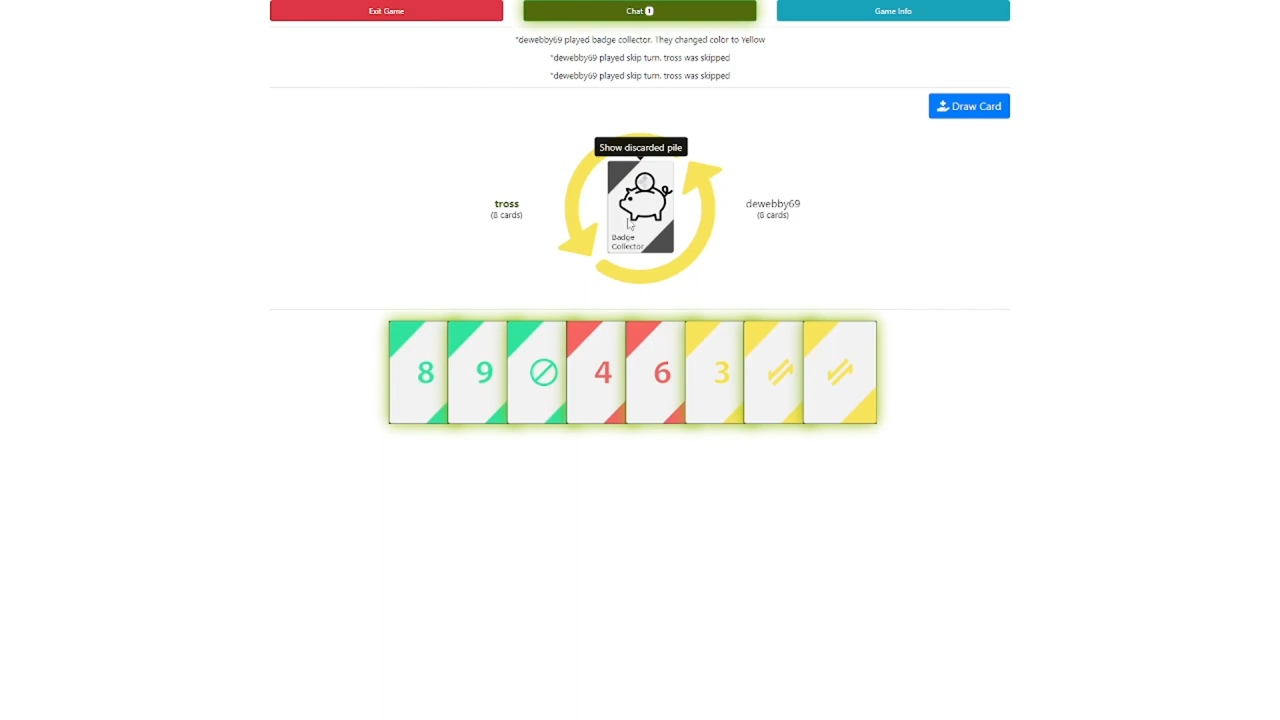 Exit Game
Chat 1
Game Info
*dewebby69 played badge collector. They changed color to Yellow
*dewebby69 played skip turn. tross was skipped
*dewebby69 played skip turn. tross was skipped
Draw Card
Show discarded pile
tross
(8 cards)
Badge
Collector
dewebby69
(8 cards)
8
9
4
6
3